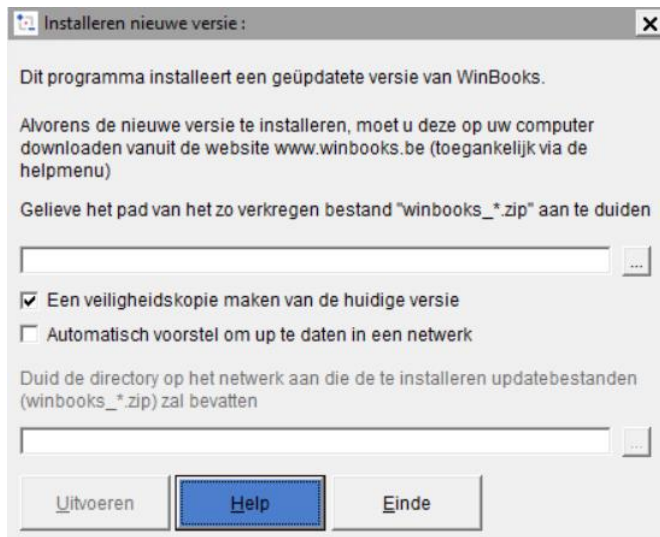 Installeren nieuwe versie :
Dit programma installeert een geüpdatete versie van WinBooks.
Alvorens de nieuwe versie te installeren, moet u deze op uw computer
downloaden vanuit de website www.winbooks.be (toegankelijk via de
helpmenu)
Gelieve het pad van het zo verkregen bestand "winbooks_*.zip" aan te duiden
...
Een veiligheidskopie maken van de huidige versie
Automatisch voorstel om up te daten in een netwerk
Duid de directory op het netwerk aan die de te installeren updatebestanden
(winbooks_*.zip) zal bevatten
...
Uitvoeren Help Einde